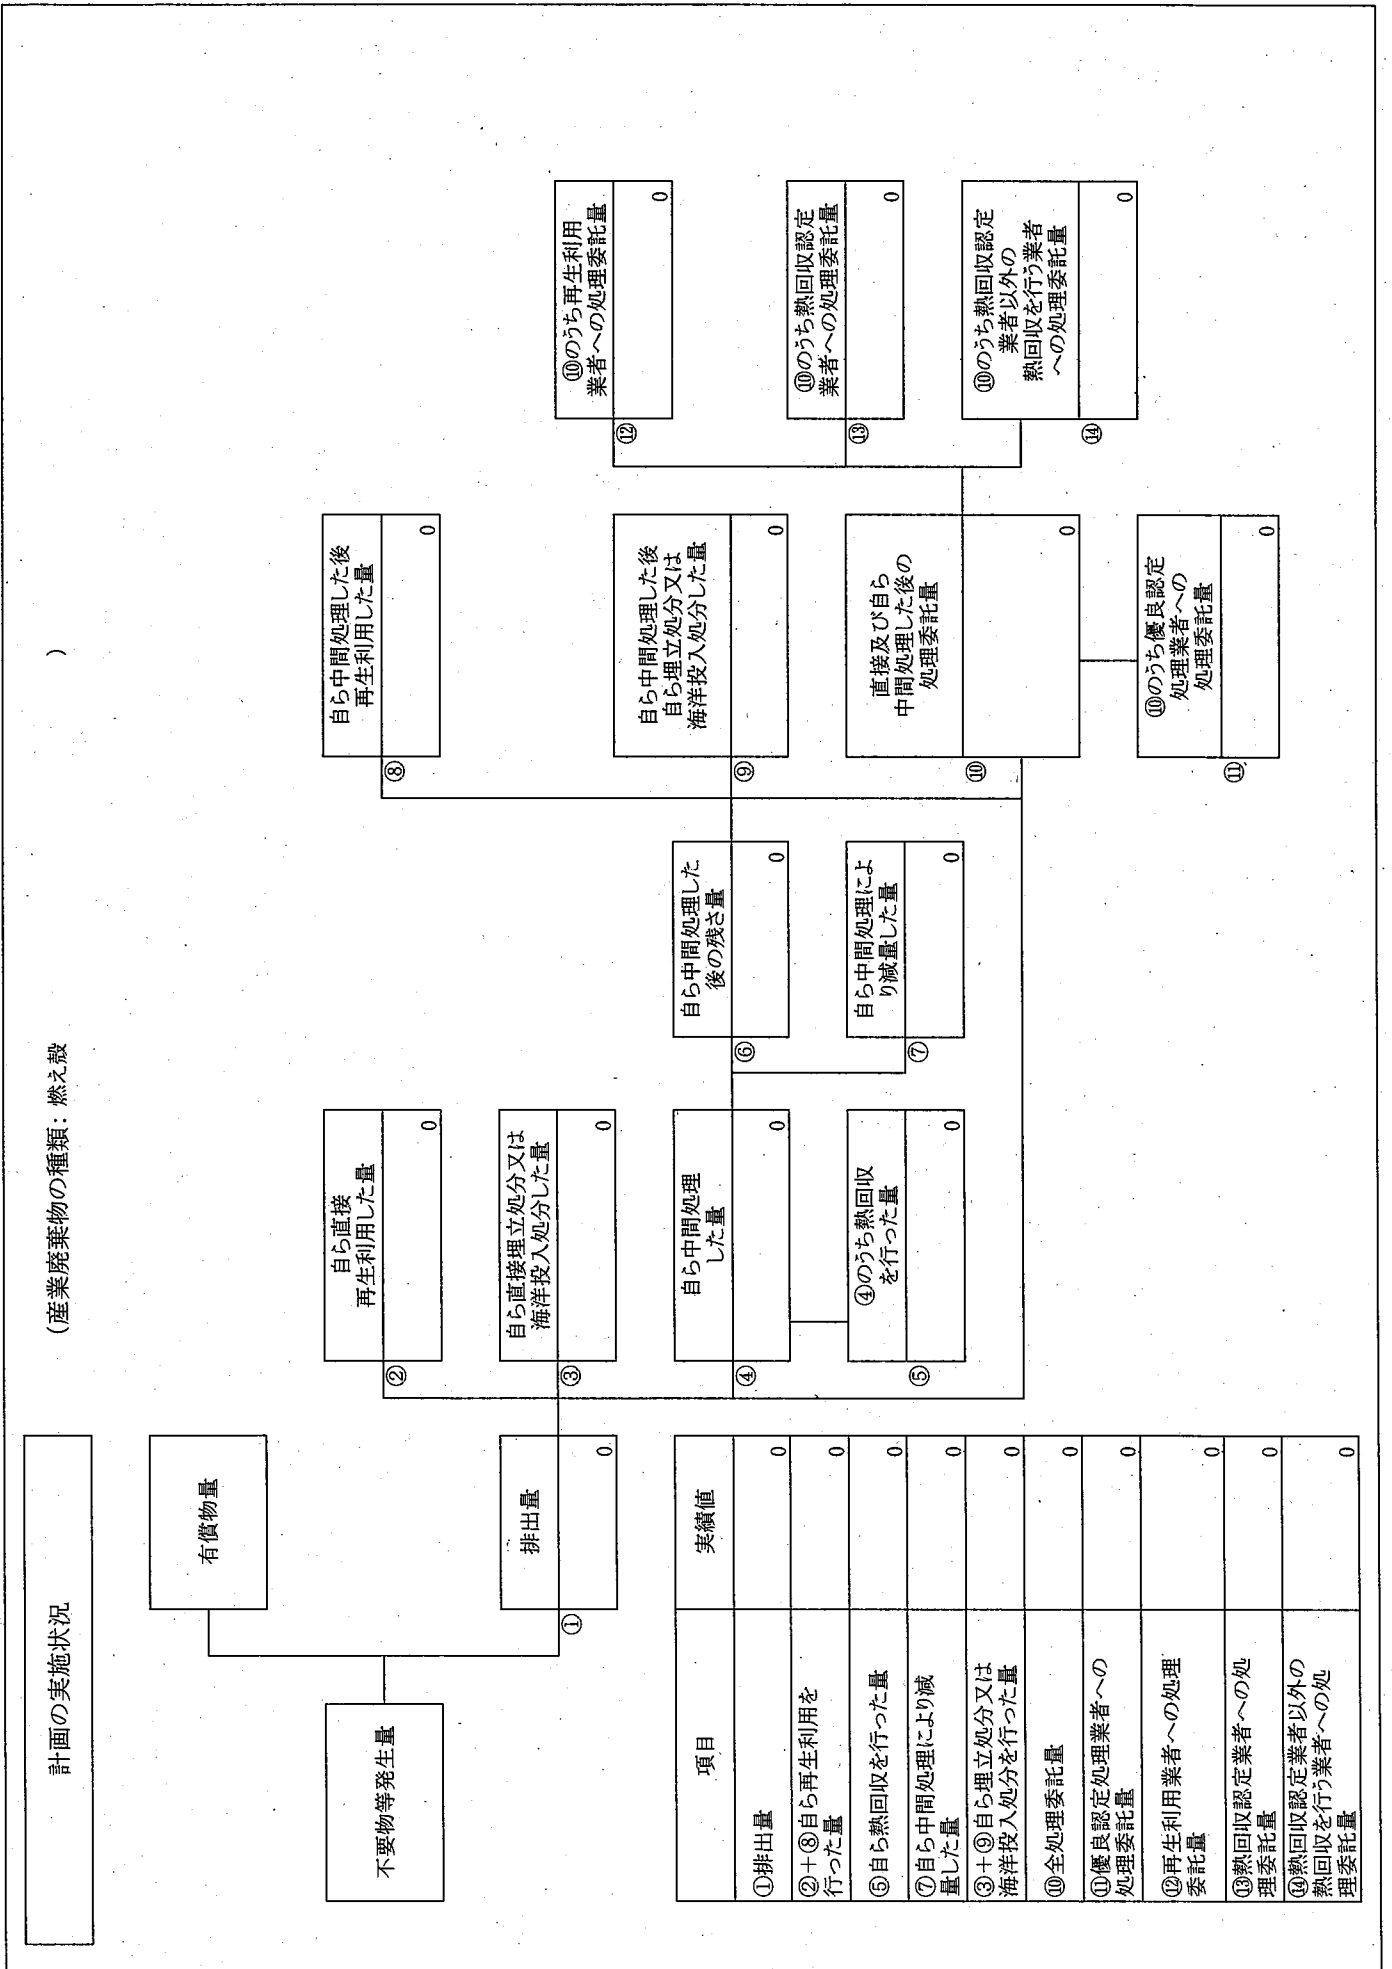 計画の実施状況
(産業廃棄物の種類：燃え殻
)
不要物等発生量
有償物量
排出量
0
①
②
自ら直接
再生利用した量
0
③
自ら直接埋立処分又は
海洋投入処分した量
0
④
自ら中間処理
した量
0
⑤
④のうち熱回収
を行った量
0
⑥
自ら中間処理した
後の残さ量
0
⑦
自ら中間処理によ
り減量した量
0
⑧
自ら中間処理した後
再生利用した量
0
⑨
自ら中間処理した後
自ら埋立処分又は
海洋投入処分した量
0
⑩
直接及び自ら
中間処理した後の
処理委託量
0
⑪
⑩のうち優良認定
処理業者への
処理委託量
0
⑫
⑩のうち再生利用
業者への処理委託量
0
⑬
⑩のうち熱回収認定
業者への処理委託量
0
⑭
⑩のうち熱回収認定
業者以外の
熱回収を行う業者
への処理委託量
0
項目 実績値
①排出量 0
②+⑧自ら再生利用を
行った量 0
⑤自ら熱回収を行った量 0
⑦自ら中間処理により減
量した量 0
③+⑨自ら埋立処分又は
海洋投入処分を行った量 0
⑩全処理委託量 0
⑪優良認定処理業者への
処理委託量 0
⑫再生利用業者への処理
委託量 0
⑬熱回収認定業者への処
理委託量 0
⑭熱回収認定業者以外の
熱回収を行う業者への処
理委託量 0